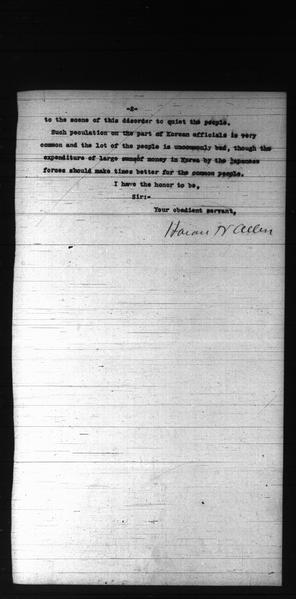 -2-
to the scene of this disorder to quiet the people.
Such peculation on the part of Korean officials is very
common and the lot of the people is uncommonly bad, though the
expenditure of large sums of money in Korea by the Japanese
forces should make times better for the common people.
I have the honor to be,
Sir:-
Your obedient servant,
Horace N Allen